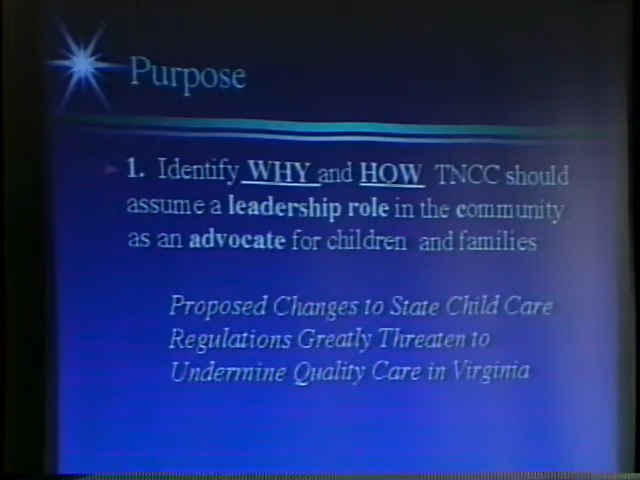 Purpose
1. Identify WHY and HOW TNCC should
assume a leadership role in the community
as an advocate for children and families
Proposed Changes to State Child Care
Regulations Greatly Threaten to
Undermine Quality Care in Virginia